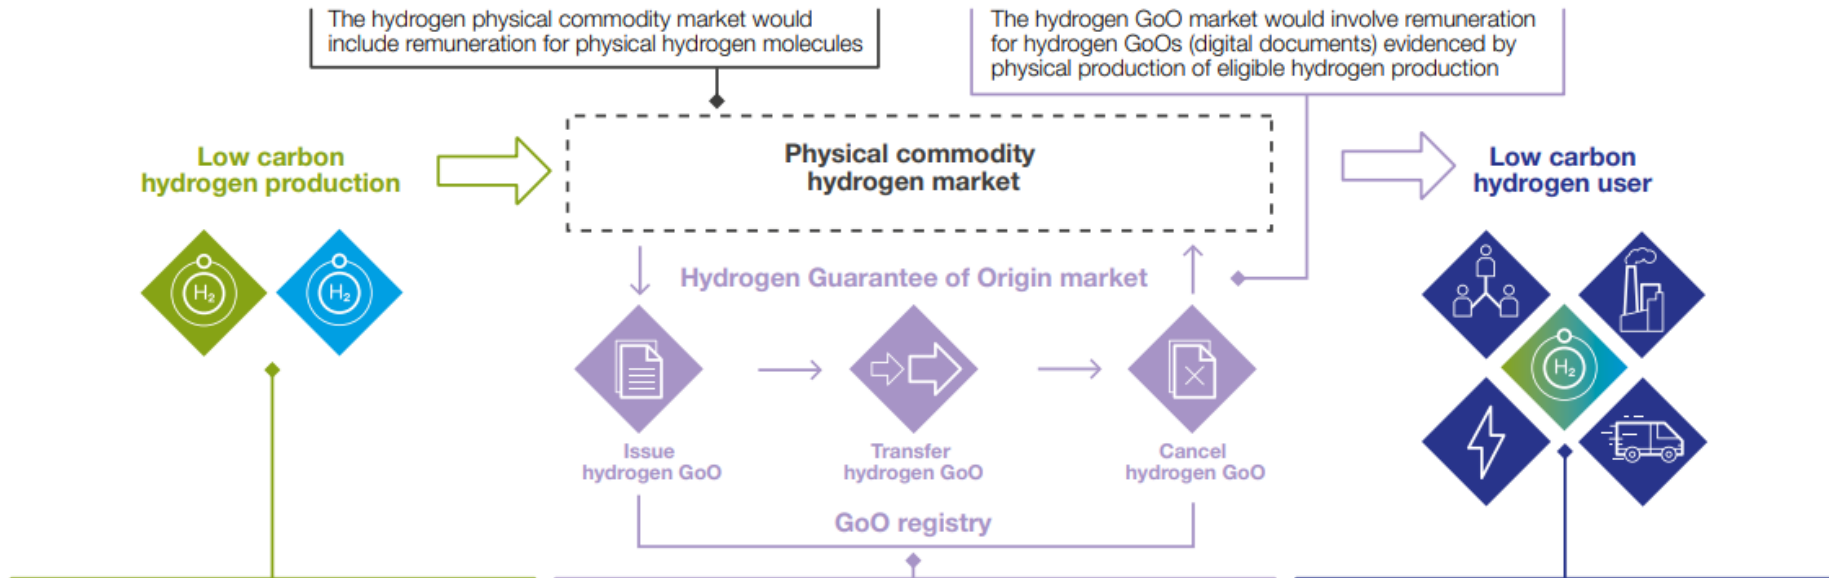 The hydrogen physical commodity market would
include remuneration for physical hydrogen molecules
The hydrogen GoO market would involve remuneration
for hydrogen GoOs (digital documents) evidenced by
physical production of eligible hydrogen production
Low carbon
hydrogen production
Physical commodity
hydrogen market
Low carbon
hydrogen user
H₂
H₂
Hydrogen Guarantee of Origin market
H₂
Issue
hydrogen GoO
Transfer
hydrogen GoO
Cancel
hydrogen GoO
GoO registry